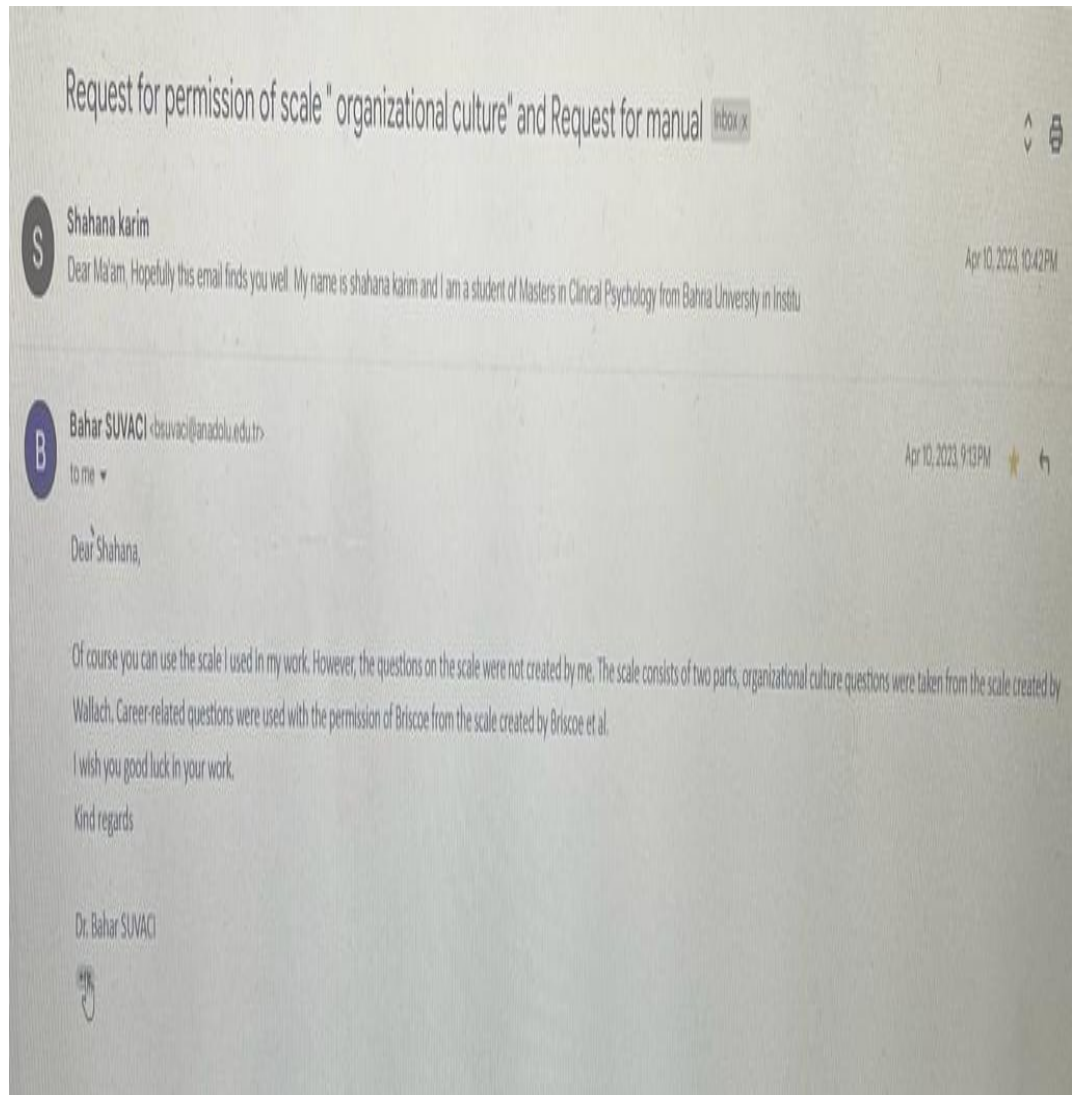 Request for permission of scale " organizational culture" and Request for manual Inbox x
S
Shahana karim
Apr 10, 2023, 10:42 PM
Dear Ma'am, Hopefully this email finds you well. My name is shahana karim and I am a student of Masters in Clinical Psychology from Bahria University in Institu
B
Bahar SUVACI <bsuvaci@anadolu.edu.tr>
Apr 10, 2023, 9:13 PM
to me
Dear Shahana,
Of course you can use the scale I used in my work. However, the questions on the scale were not created by me. The scale consists of two parts, organizational culture questions were taken from the scale created by
Wallach. Career-related questions were used with the permission of Briscoe from the scale created by Briscoe et al.
I wish you good luck in your work.
Kind regards
Dr. Bahar SUVACI